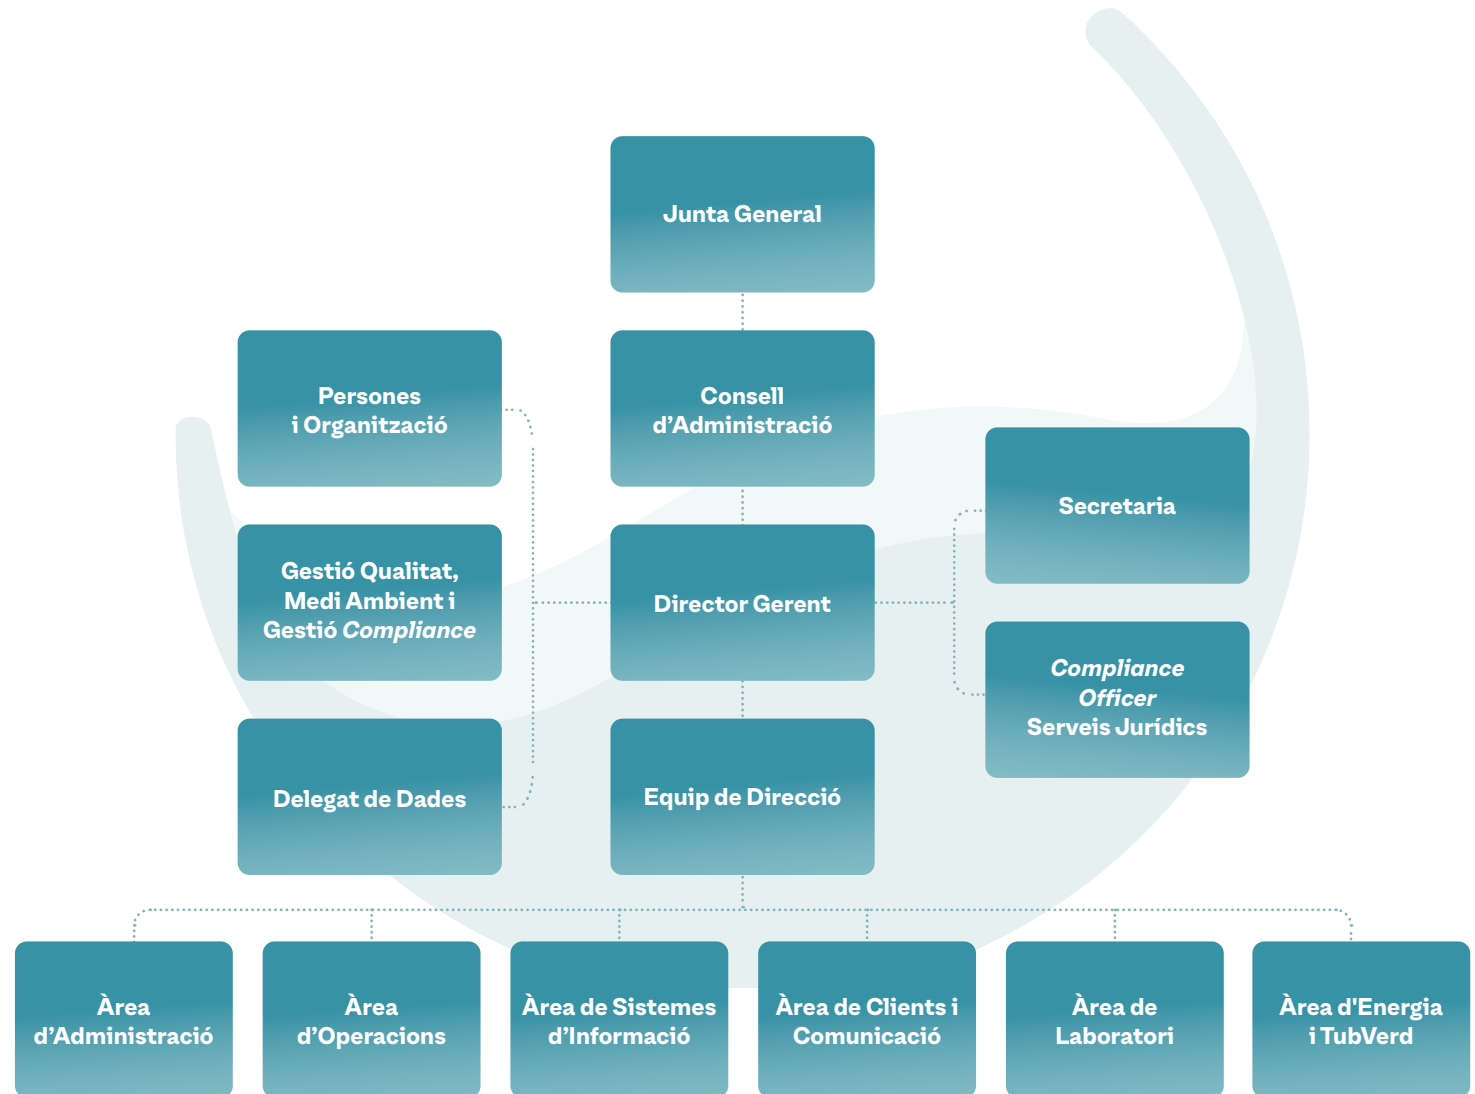 Junta General
Persones
i Organització
Consell
d’Administració
Secretaria
Gestió Qualitat,
Medi Ambient i
Gestió Compliance
Director Gerent
Compliance
Officer
Serveis Jurídics
Delegat de Dades
Equip de Direcció
Àrea
d’Administració
Àrea
d’Operacions
Àrea de Sistemes
d’Informació
Àrea de Clients i
Comunicació
Àrea de
Laboratori
Àrea d'Energia
i TubVerd